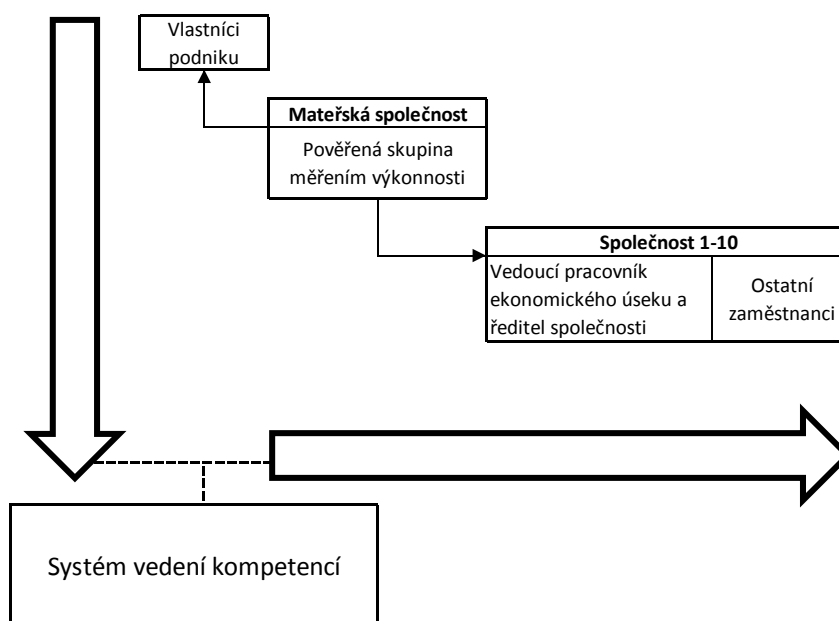 Vlastníci
podniku
Mateřská společnost
Pověřená skupina
měřením výkonnosti
Společnost 1-10
Vedoucí pracovník
ekonomického úseku a
ředitel společnosti
Ostatní
zaměstnanci
Systém vedení kompetencí